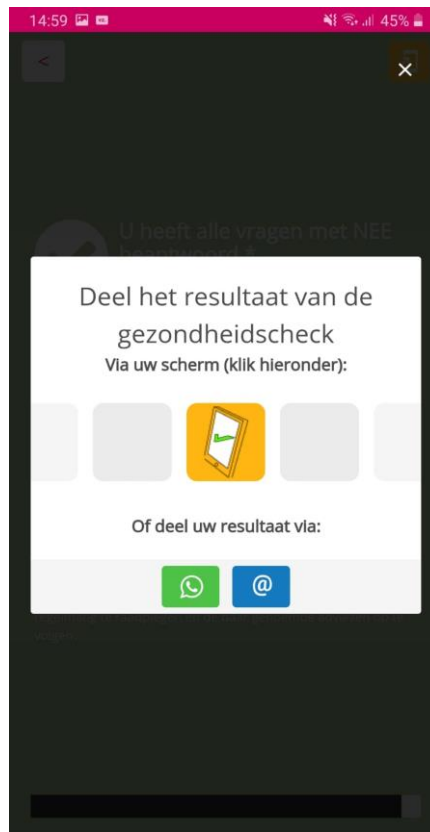 14:59
45%
<
×
U heeft alle vragen met NEE
beantwoord *
Deel het resultaat van de
gezondheidscheck
Via uw scherm (klik hieronder):
Of deel uw resultaat via:
@
vragen